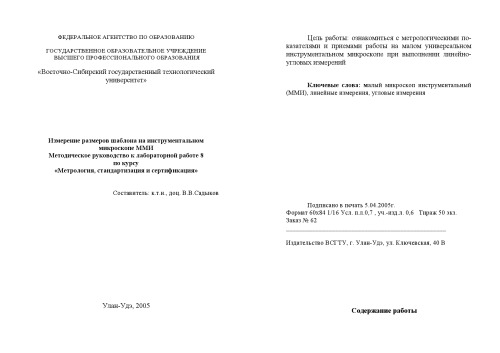 ФЕДЕРАЛЬНОЕ АГЕНТСТВО ПО ОБРАЗОВАНИЮ
ГОСУДАРСТВЕННОЕ ОБРАЗОВАТЕЛЬНОЕ УЧРЕЖДЕНИЕ
ВЫСШЕГО ПРОФЕССИОНАЛЬНОГО ОБРАЗОВАНИЯ
«Восточно-Сибирский государственный технологический
университет»
Измерение размеров шаблона на инструментальном
микроскопе ММИ
Методическое руководство к лабораторной работе 8
по курсу
«Метрология, стандартизация и сертификация»
Составитель: к.т.н., доц. В.В.Садыков
Улан-Удэ, 2005
Цель работы: ознакомиться с метрологическими по-
казателями и приемами работы на малом универсальном
инструментальном микроскопе при выполнении линейно-
угловых измерений
Ключевые слова: малый микроскоп инструментальный
(ММИ), линейные измерения, угловые измерения
Подписано в печать 5.04 2005г.
Формат 60х84 1/16 Усл. п.л.0,7 , уч.-изд.л. 0,6 Тираж 50 экз.
Заказ № 62
Издательство ВСГТУ, г. Улан-Удэ, ул. Ключевская, 40 В
Содержание работы